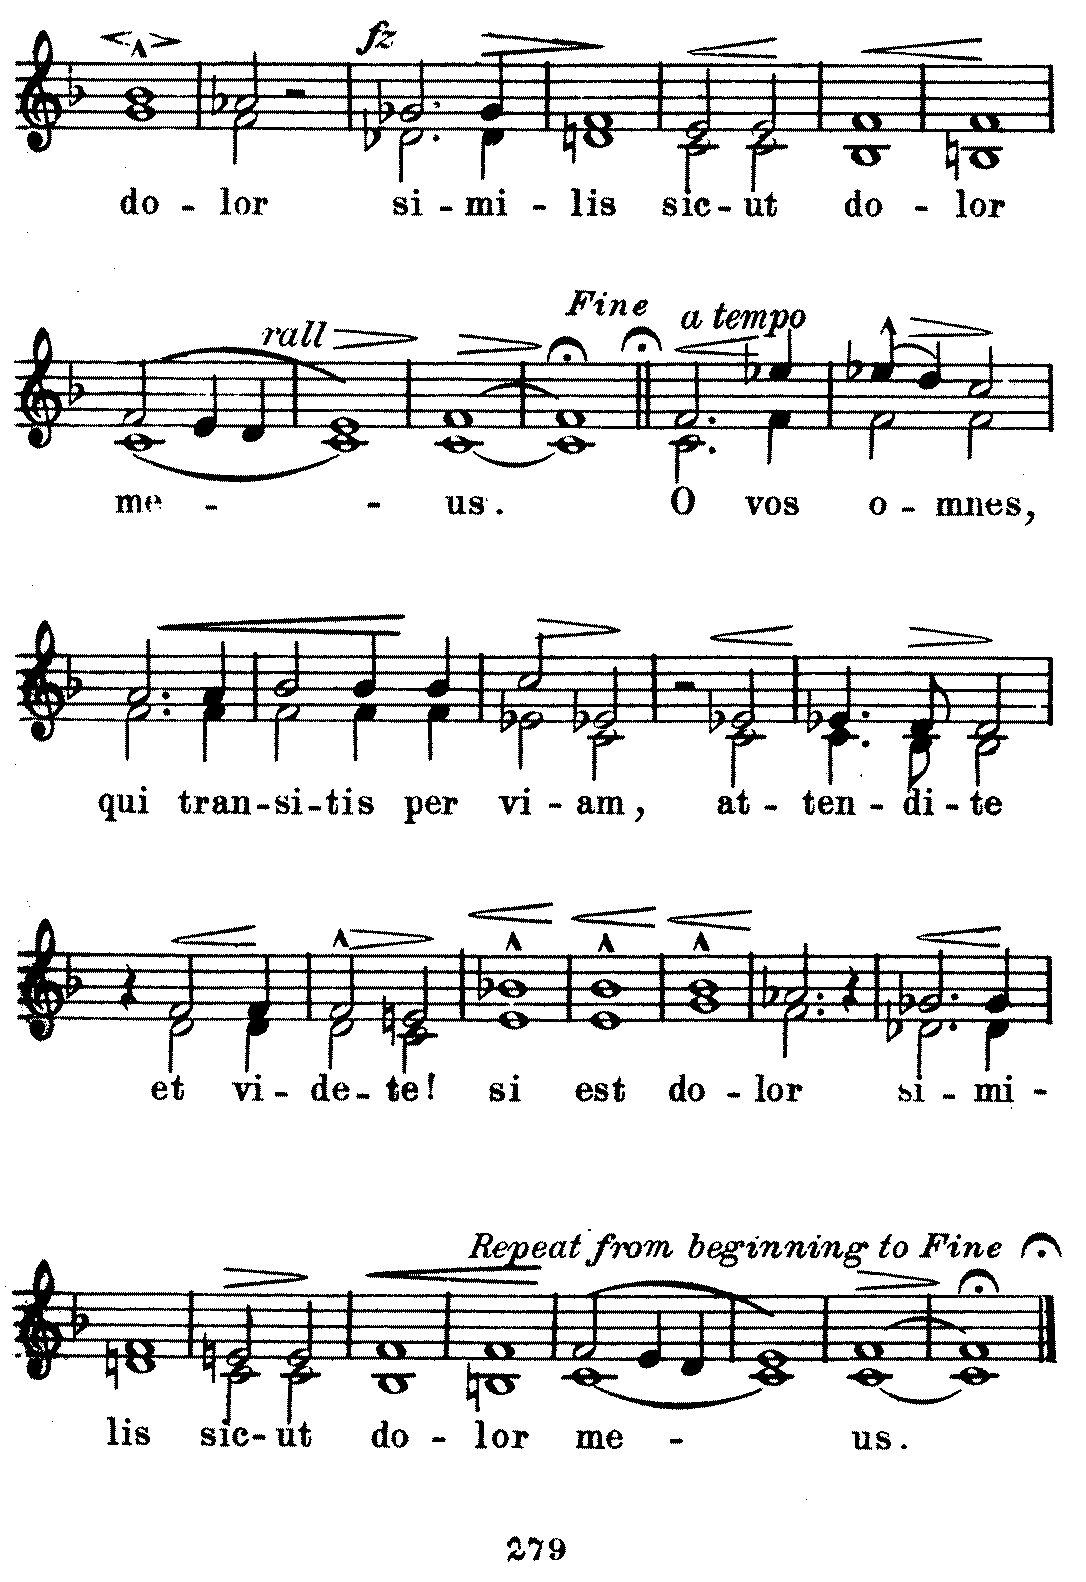 fz
do - lor si - mi - lis sic - ut do - lor
Fine
rall a tempo
me - - us. O vos o - mnes,
qui tran - si - tis per vi - am, at - ten - di - te
et vi - de - te! si est do - lor si - mi -
Repeat from beginning to Fine
lis sic - ut do - lor me - us.
279